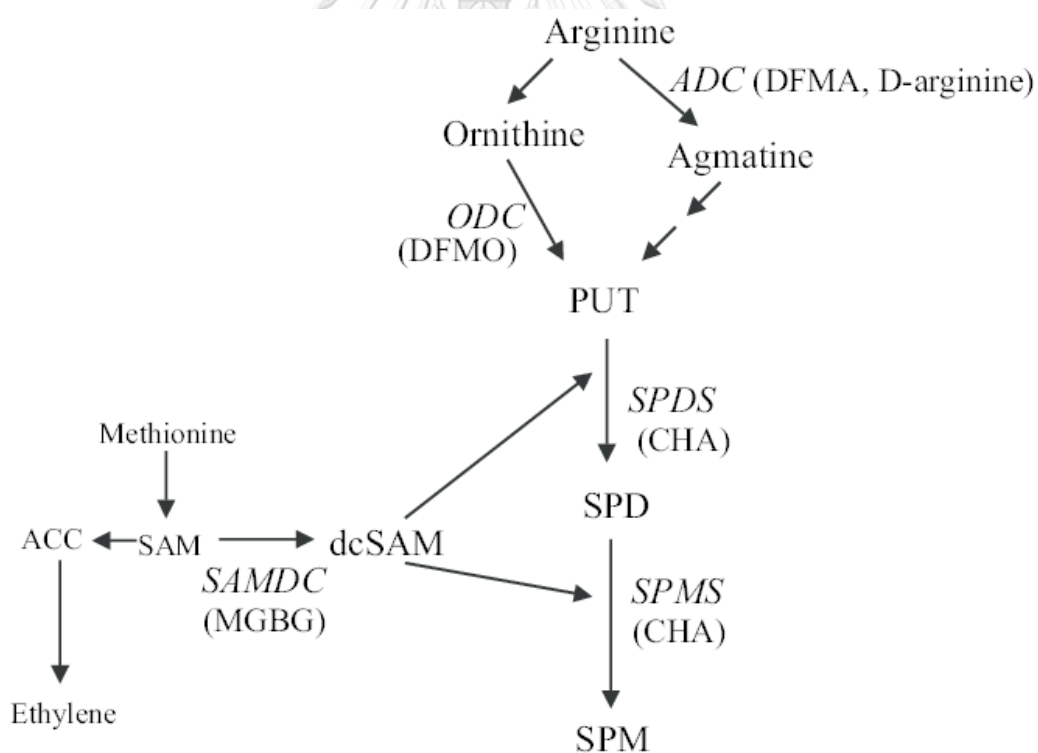 Arginine
ADC (DFMA, D-arginine)
Ornithine
Agmatine
ODC
(DFMO)
PUT
SPDS
(CHA)
Methionine
SPD
ACC
SAM
dcSAM
SAMDC
(MGBG)
SPMS
(CHA)
Ethylene
SPM